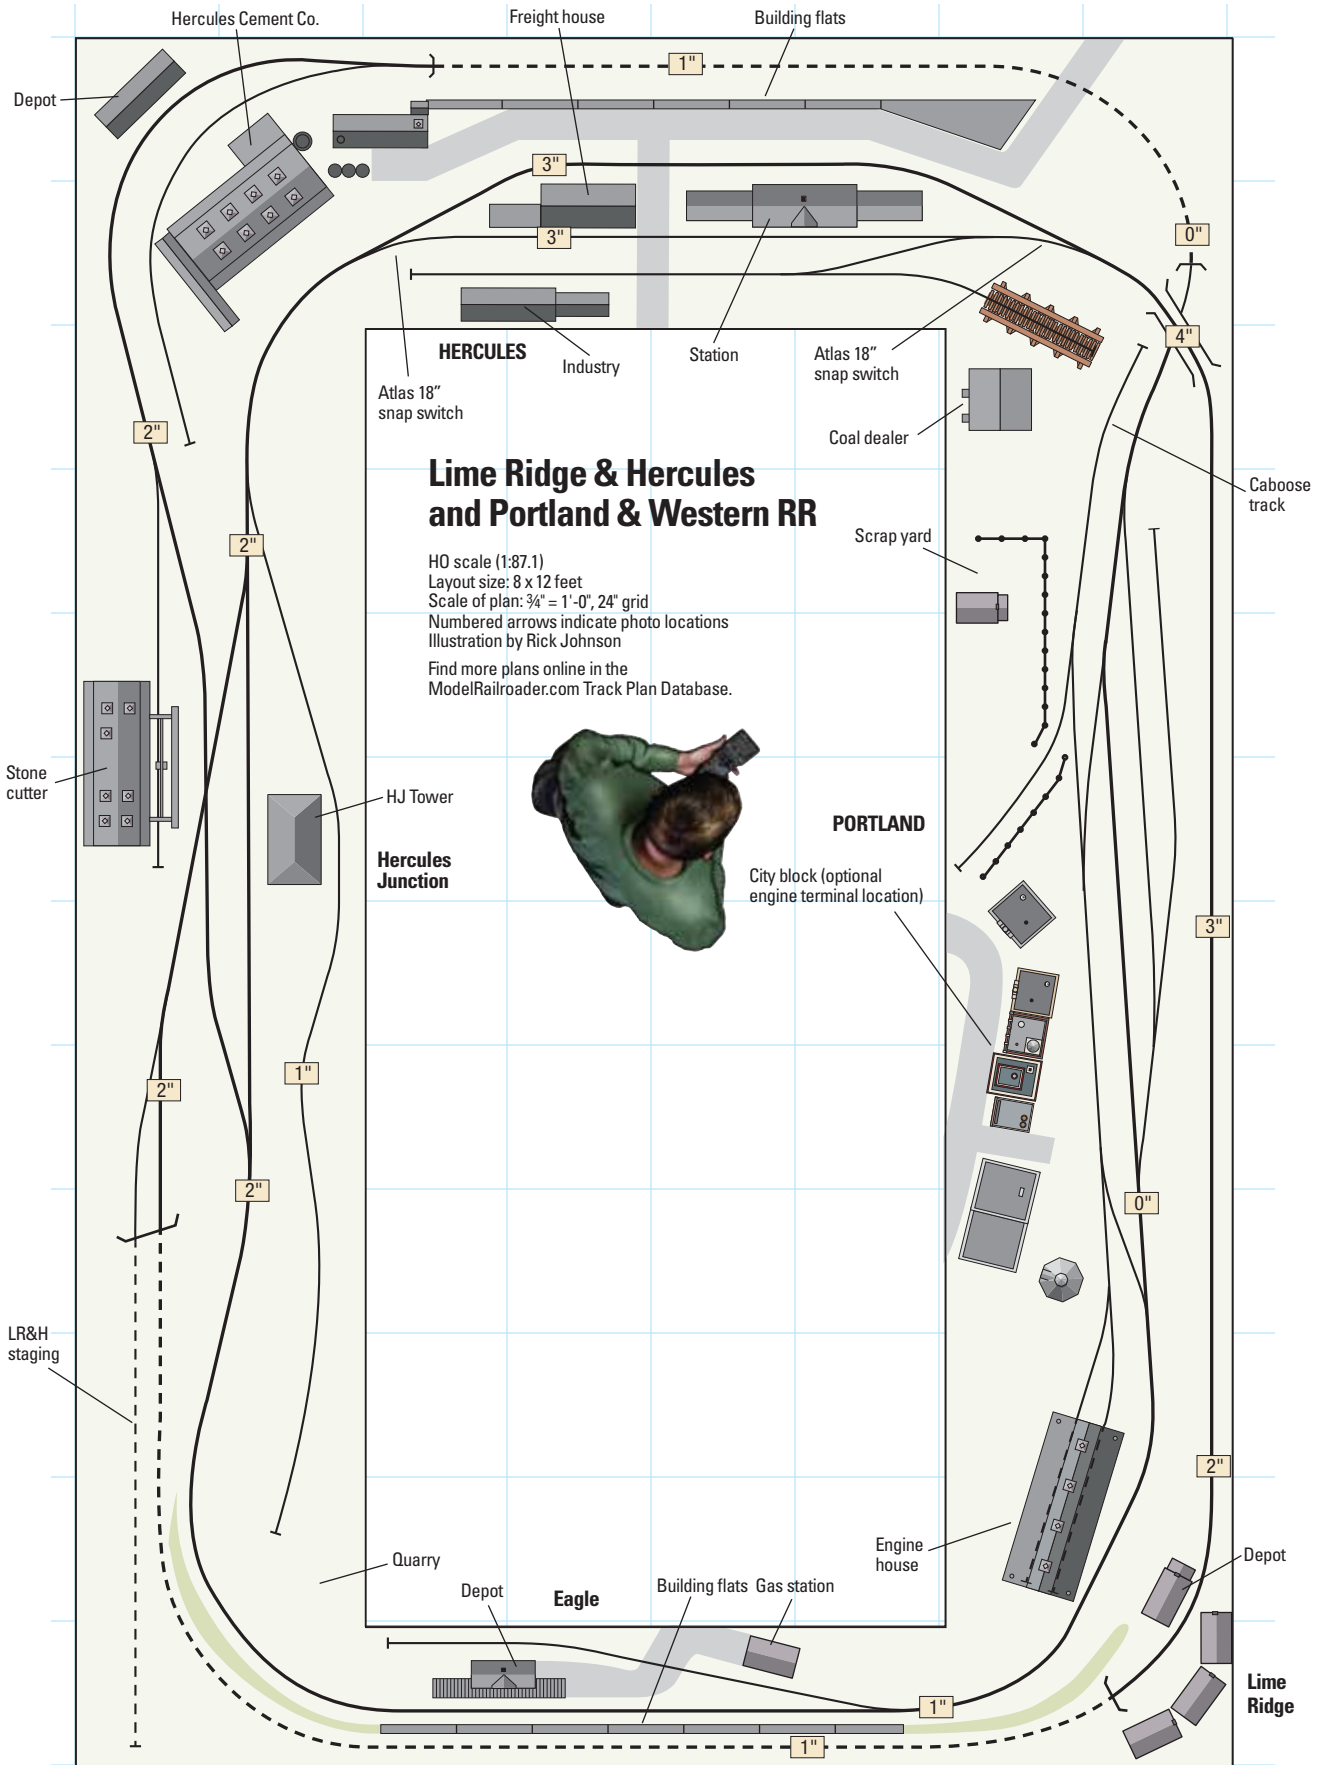 Hercules Cement Co.
Freight house
Building flats
Depot
1"
3"
0"
3"
4"
HERCULES
Industry
Station
Atlas 18”
snap switch
Atlas 18”
snap switch
Coal dealer
2"
Lime Ridge & Hercules
and Portland & Western RR
Caboose
track
2"
Scrap yard
HO scale (1:87.1)
Layout size: 8 x 12 feet
Scale of plan: ¾" = 1'-0", 24" grid
Numbered arrows indicate photo locations
Illustration by Rick Johnson
Find more plans online in the
ModelRailroader.com Track Plan Database.
Stone
cutter
HJ Tower
PORTLAND
Hercules
Junction
City block (optional
engine terminal location)
3"
1"
2"
2"
0"
LR&H
staging
2"
Engine
house
Depot
Quarry
Depot
Eagle
Building flats
Gas station
Lime
Ridge
1"
1"